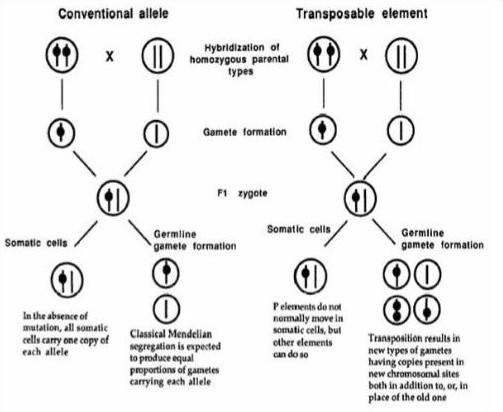 Conventional allele
Transposable element
X
Hybridization of
homozygous parental
types
X
Gamete formation
F1 zygote
Somatic cells
Germline
gamete formation
Somatic cells
Germline
gamete formation
In the absence of
mutation, all somatic
cells carry one copy of
each allele
Classical Mendelian
segregation is expected
to produce equal
proportions of gametes
carrying each allele
P elements do not
normally move in
somatic cells, but
other elements
can do so
Transposition results in
new types of gametes
having copies present in
new chromosomal sites
both in addition to, or, in
place of the old one